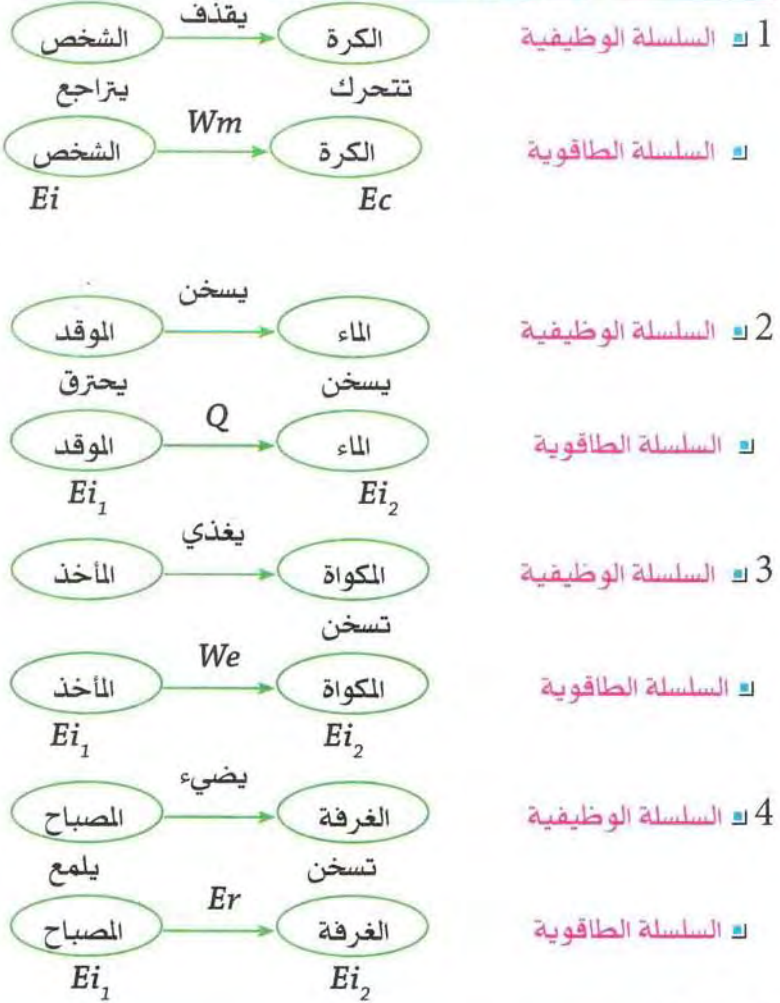 يقذف
1 السلسلة الوظيفية الشخص الكرة
يتراجع تتحرك
Wm
السلسلة الطاقوية الشخص الكرة
Ei Ec
يسخن
2 السلسلة الوظيفية الموقد الماء
يحترق يسخن
Q
السلسلة الطاقوية الموقد الماء
Ei₁ Ei₂
يغذي
3 السلسلة الوظيفية المأخذ المكواة
تسخن
We
السلسلة الطاقوية المأخذ المكواة
Ei₁ Ei₂
يضيء
4 السلسلة الوظيفية المصباح الغرفة
يلمع تسخن
Er
السلسلة الطاقوية المصباح الغرفة
Ei₁ Ei₂